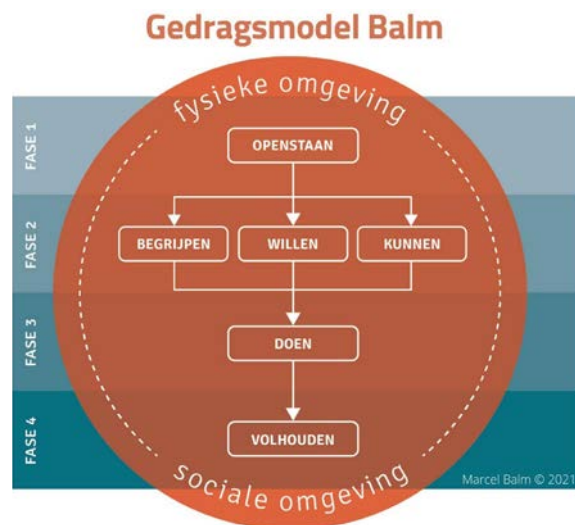 Gedragsmodel Balm
fysieke omgeving
FASE 1
OPENSTAAN
FASE 2
BEGRIJPEN
WILLEN
KUNNEN
FASE 3
DOEN
FASE 4
VOLHOUDEN
sociale omgeving
Marcel Balm © 2021